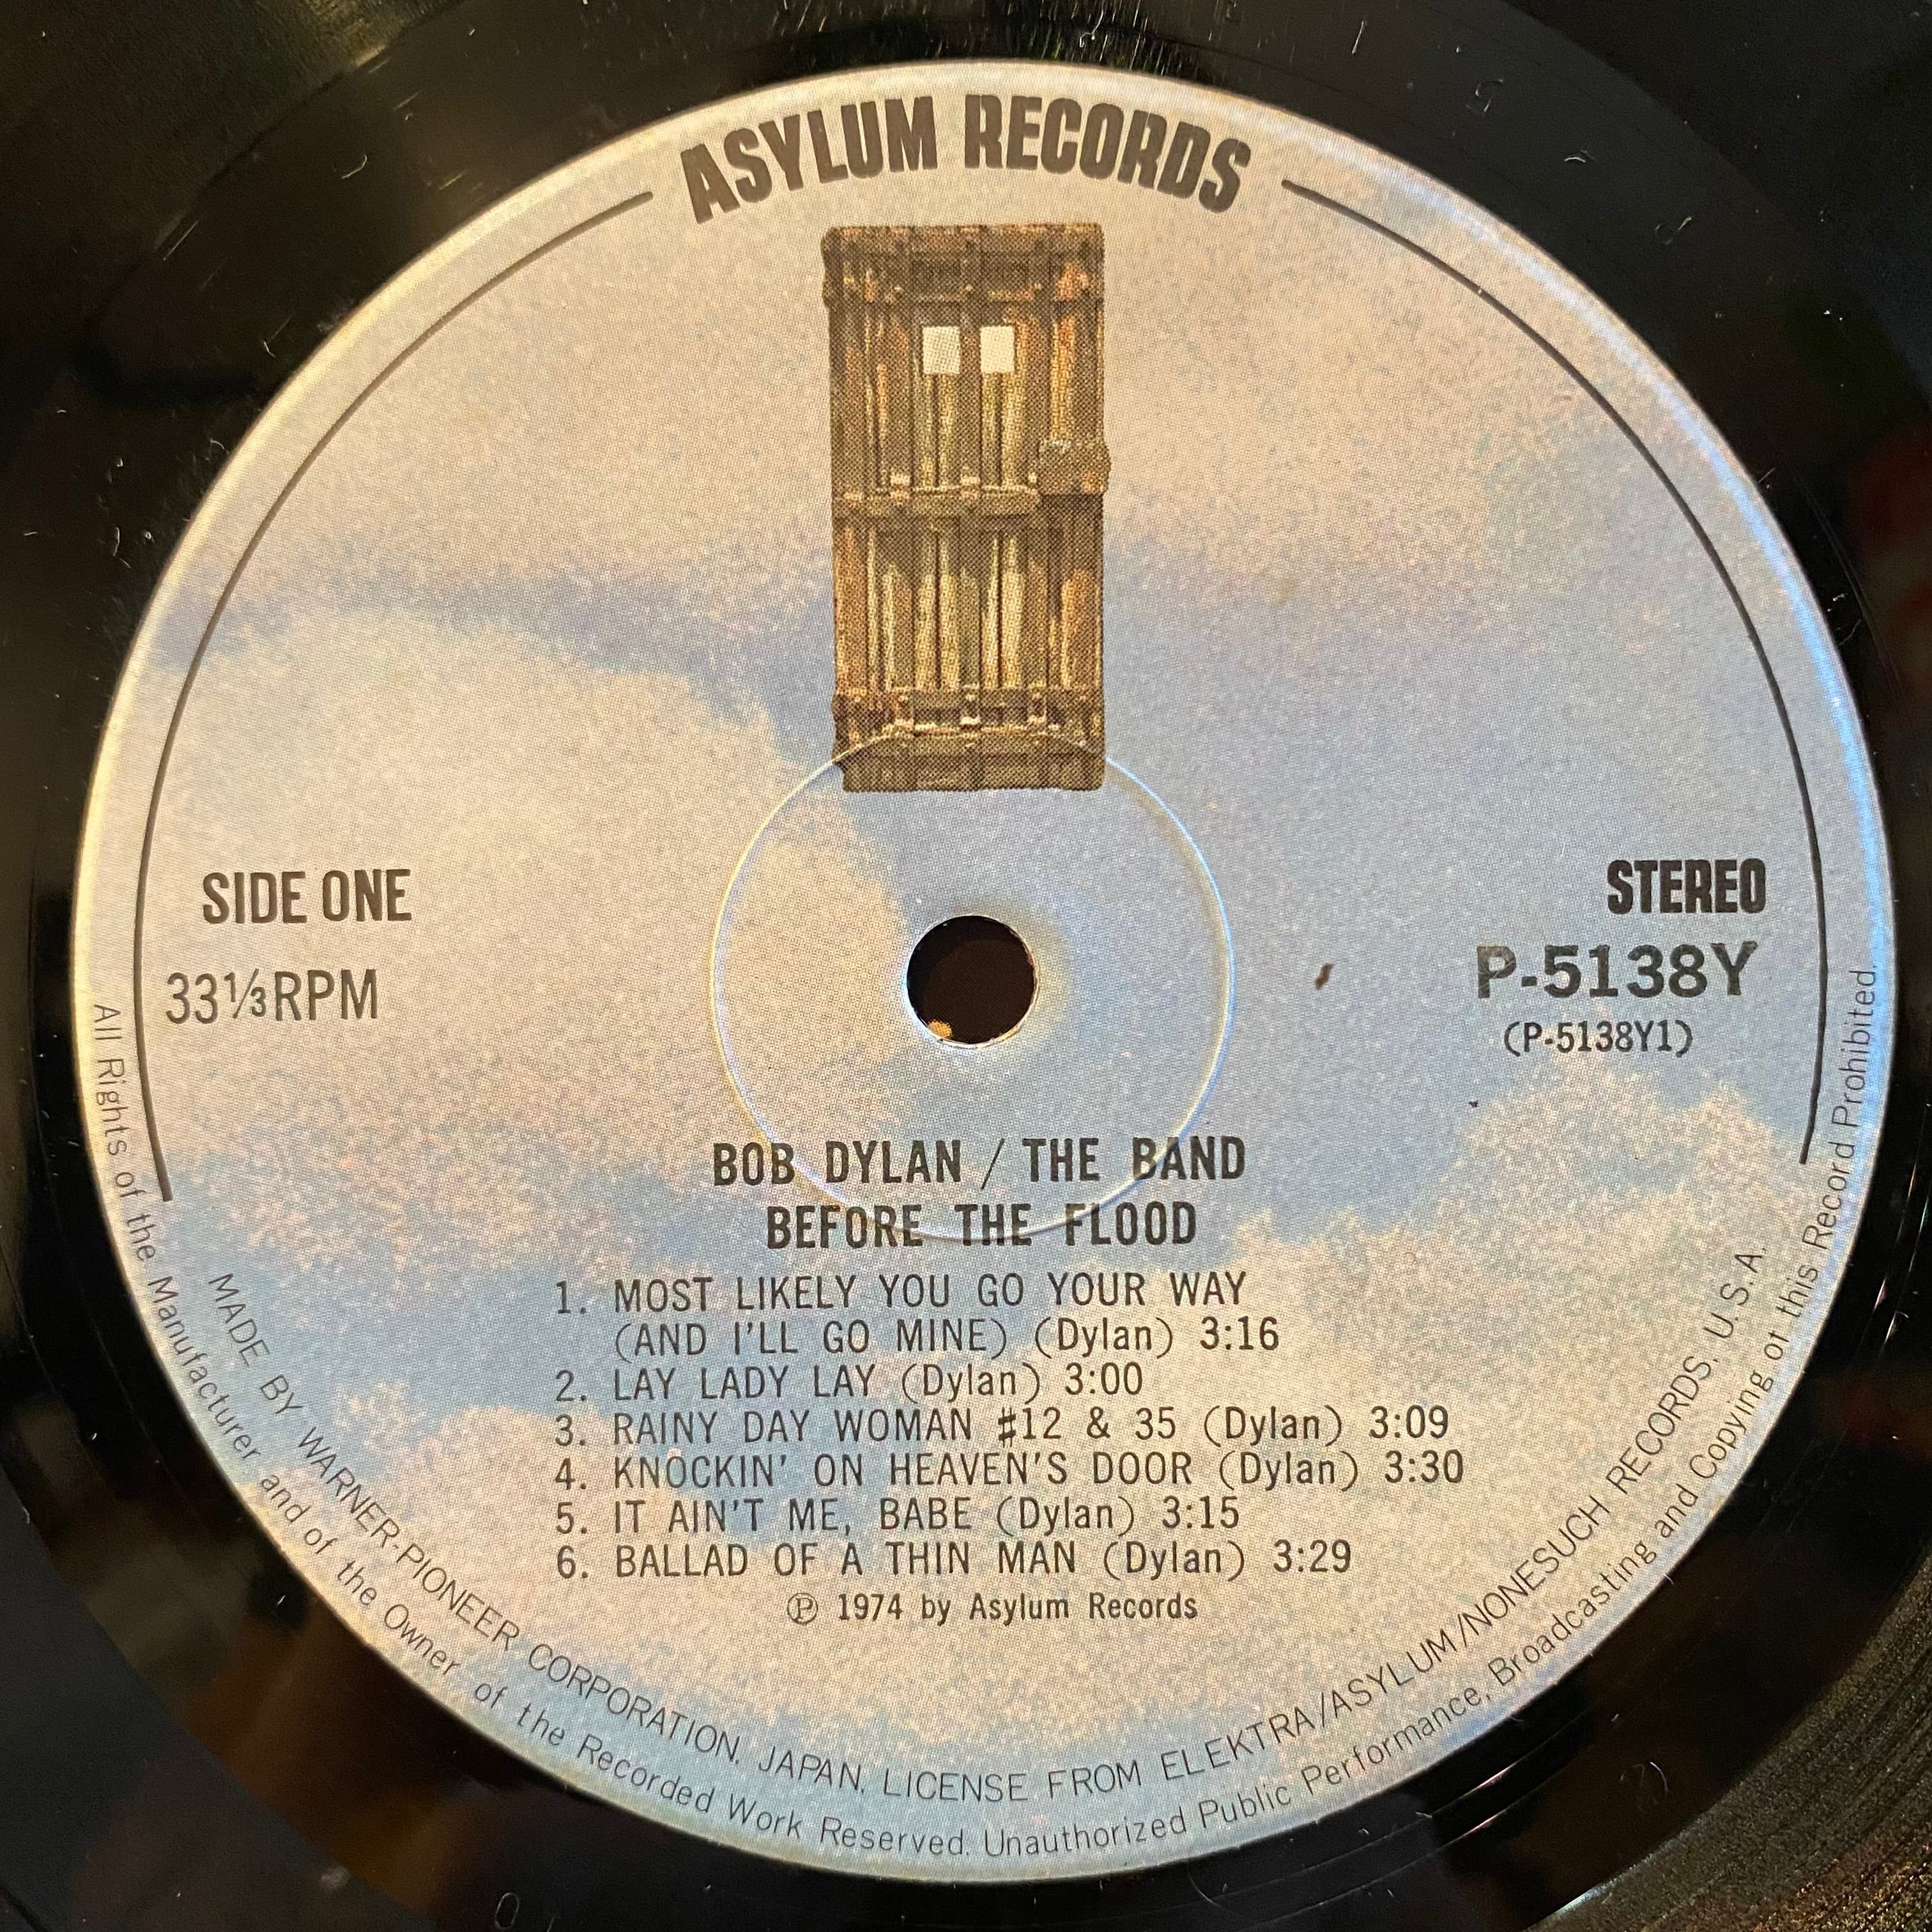 ASYLUM RECORDS
SIDE ONE
33⅓RPM
STEREO
P-5138Y
(P-5138Y1)
BOB DYLAN / THE BAND
BEFORE THE FLOOD
1. MOST LIKELY YOU GO YOUR WAY
(AND I'LL GO MINE) (Dylan) 3:16
2. LAY LADY LAY (Dylan) 3:00
3. RAINY DAY WOMAN #12 & 35 (Dylan) 3:09
4. KNOCKIN' ON HEAVEN'S DOOR (Dylan) 3:30
5. IT AIN'T ME, BABE (Dylan) 3:15
6. BALLAD OF A THIN MAN (Dylan) 3:29
℗ 1974 by Asylum Records
MADE BY WARNER-PIONEER CORPORATION, JAPAN, LICENSE FROM ELEKTRA/ASYLUM/NONESUCH RECORDS, U.S.A.
All Rights of the Manufacturer and of the Owner of the Recorded Work Reserved. Unauthorized Public Performance, Broadcasting and Copying ot this Record Prohibited.